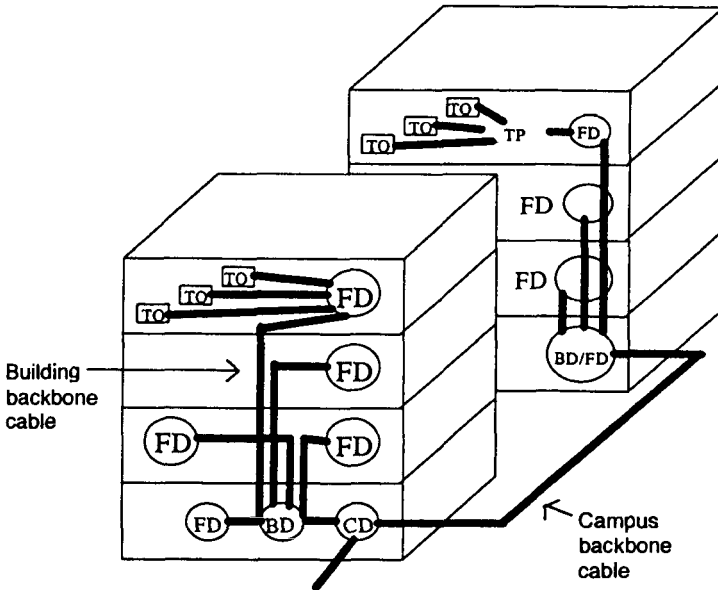 TO
TO
TP
FD
TO
FD
FD
TO
TO
FD
TO
BD/FD
FD
Building
backbone
cable
FD
FD
FD
BD
CD
Campus
backbone
cable